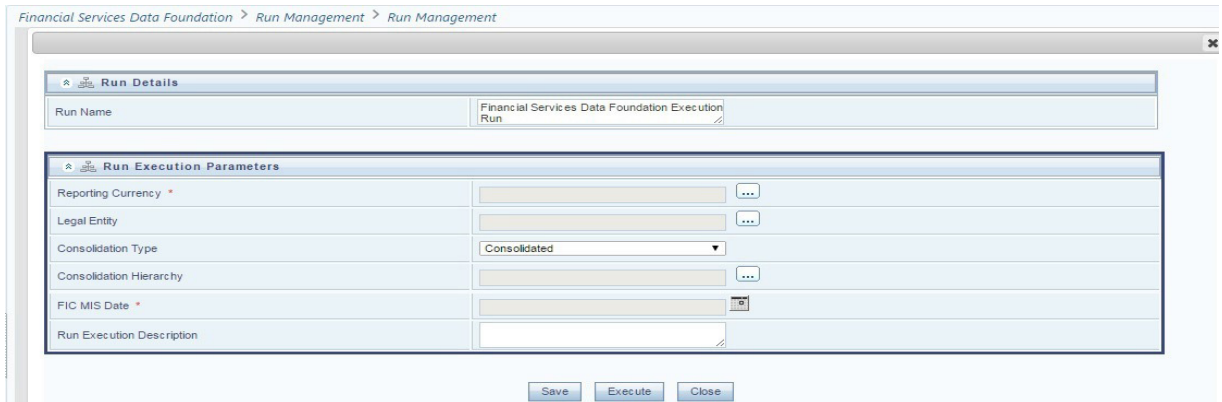 Financial Services Data Foundation > Run Management > Run Management
Run Details
Run Name
Financial Services Data Foundation Execution
Run
Run Execution Parameters
Reporting Currency *
...
Legal Entity
...
Consolidation Type
Consolidated
Consolidation Hierarchy
...
FIC MIS Date *
Run Execution Description
Save Execute Close